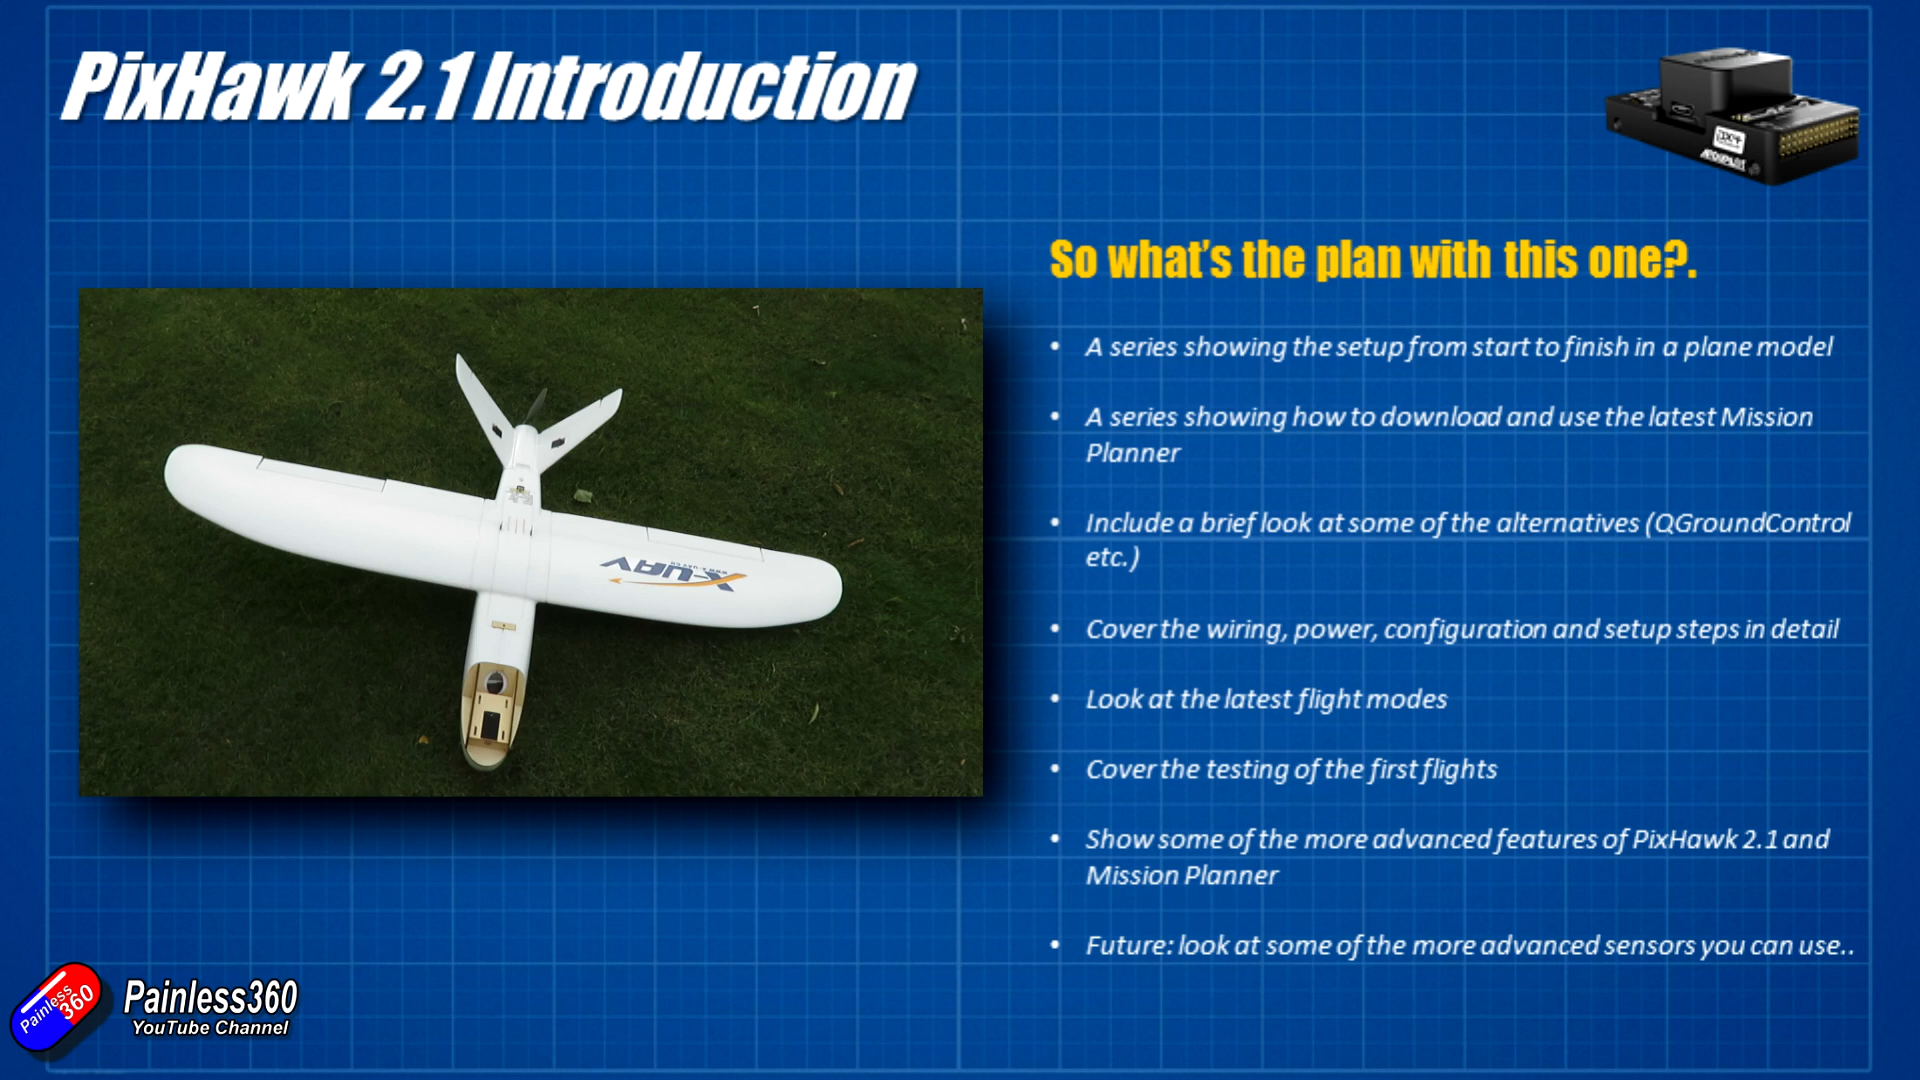 PixHawk 2.1 Introduction
So what's the plan with this one?.
• A series showing the setup from start to finish in a plane model
• A series showing how to download and use the latest Mission
Planner
• Include a brief look at some of the alternatives (QGroundControl
etc.)
• Cover the wiring, power, configuration and setup steps in detail
• Look at the latest flight modes
• Cover the testing of the first flights
• Show some of the more advanced features of PixHawk 2.1 and
Mission Planner
• Future: look at some of the more advanced sensors you can use..
X-UAV
ARDUPILOT
Painless
360
Painless360
YouTube Channel